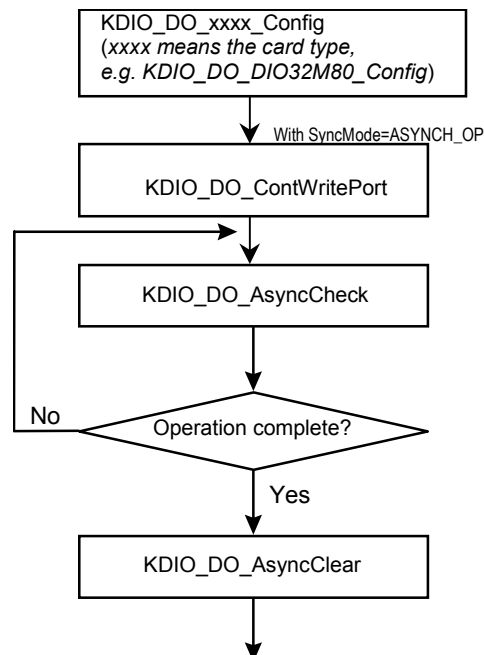 KDIO_DO_xxxx_Config
(xxxx means the card type,
e.g. KDIO_DO_DIO32M80_Config)
With SyncMode=ASYNCH_OP
KDIO_DO_ContWritePort
KDIO_DO_AsyncCheck
No
Operation complete?
Yes
KDIO_DO_AsyncClear